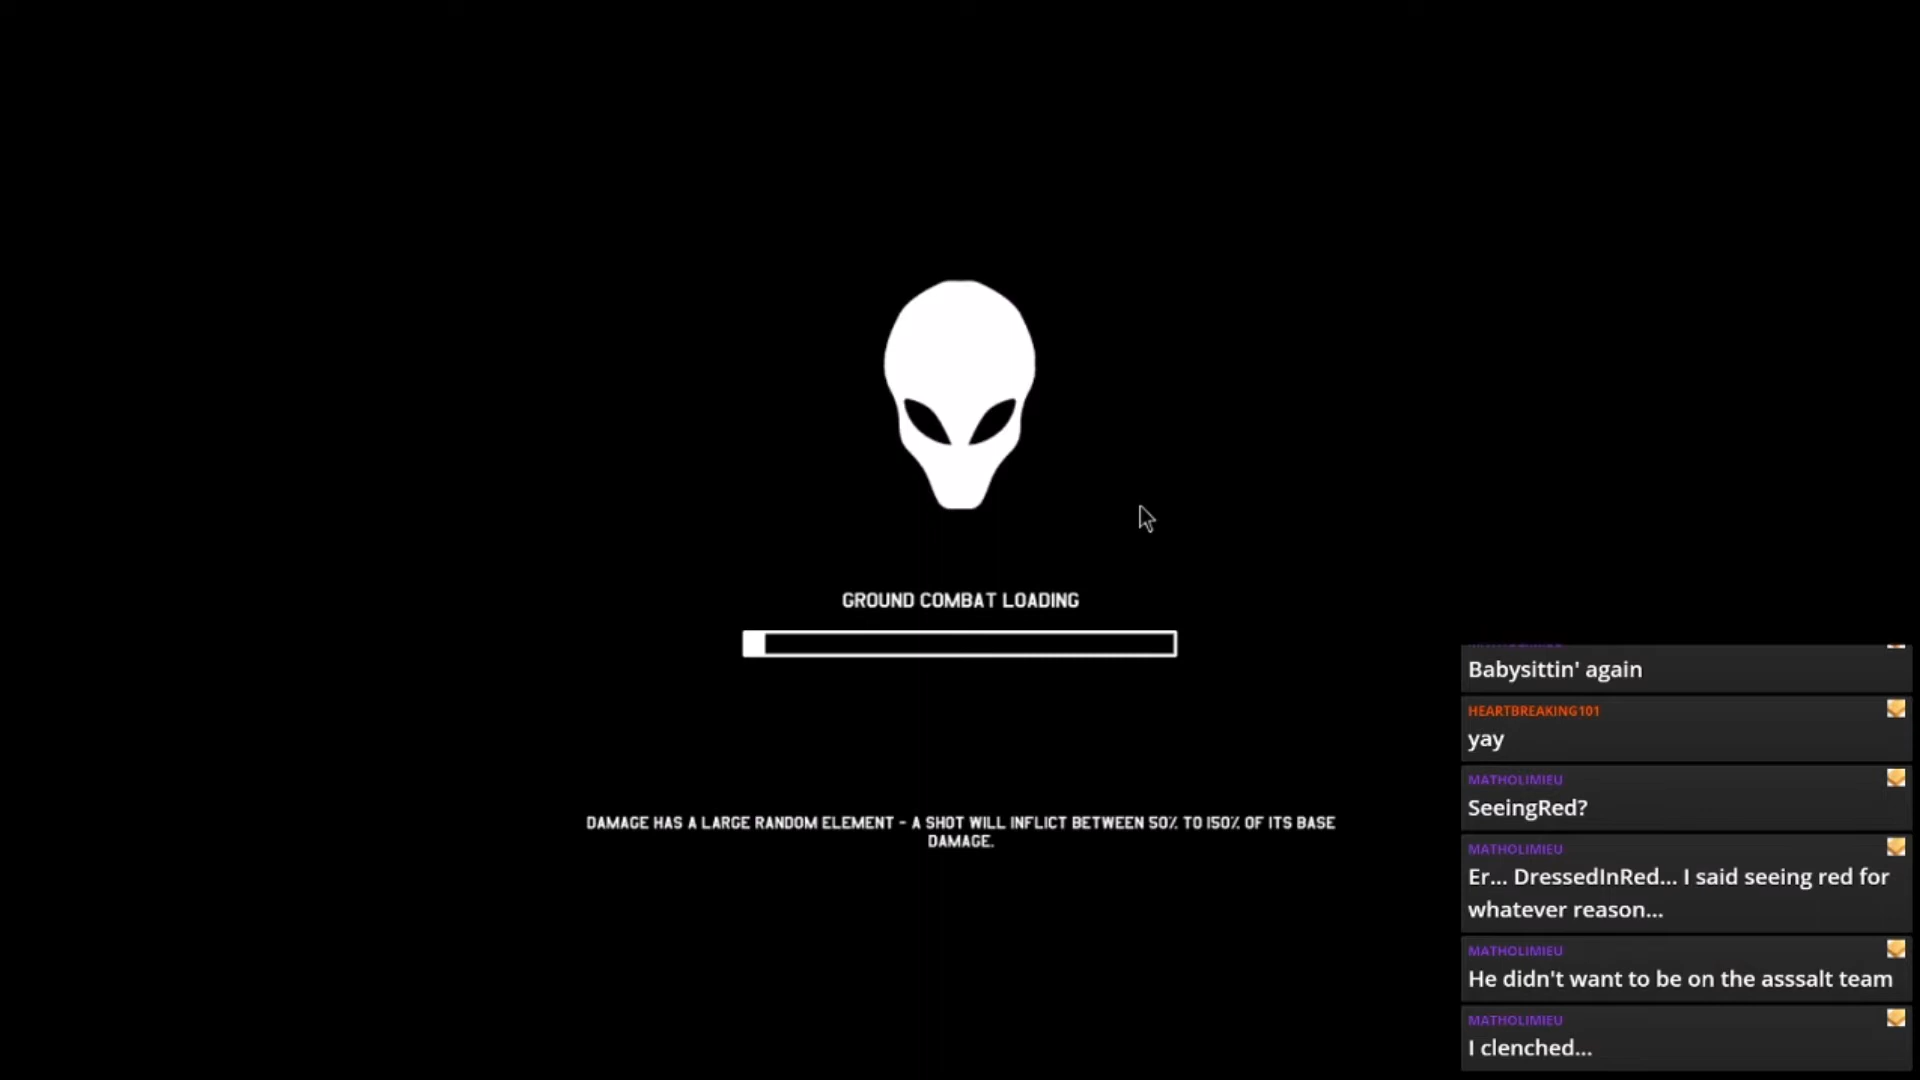 GROUND COMBAT LOADING
DAMAGE HAS A LARGE RANDOM ELEMENT - A SHOT WILL INFLICT BETWEEN 50% TO 150% OF ITS BASE
DAMAGE.
Babysittin' again
HEARTBREAKING101
yay
MATHOLIMIEU
SeeingRed?
MATHOLIMIEU
Er... DressedInRed... I said seeing red for
whatever reason...
MATHOLIMIEU
He didn't want to be on the asssalt team
MATHOLIMIEU
I clenched...